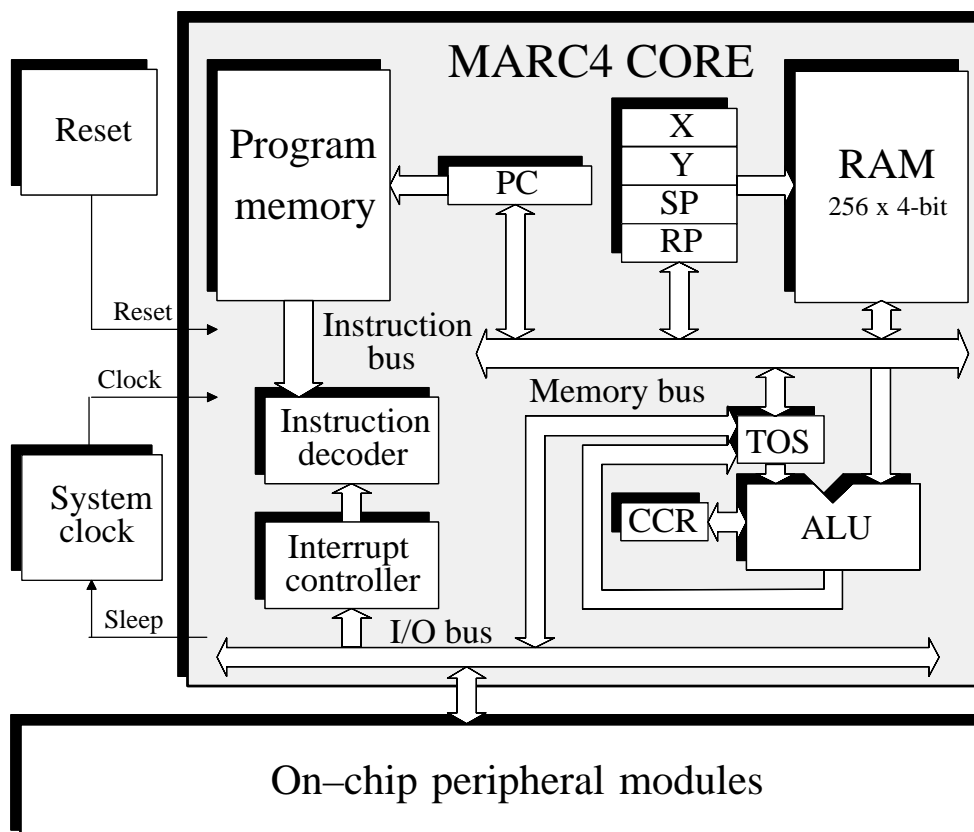 MARC4 CORE
Reset
Program
memory
PC
X
Y
SP
RP
RAM
256 x 4-bit
Reset
Instruction
bus
Clock
Memory bus
Instruction
decoder
TOS
System
clock
CCR
ALU
Interrupt
controller
Sleep
I/O bus
On–chip peripheral modules